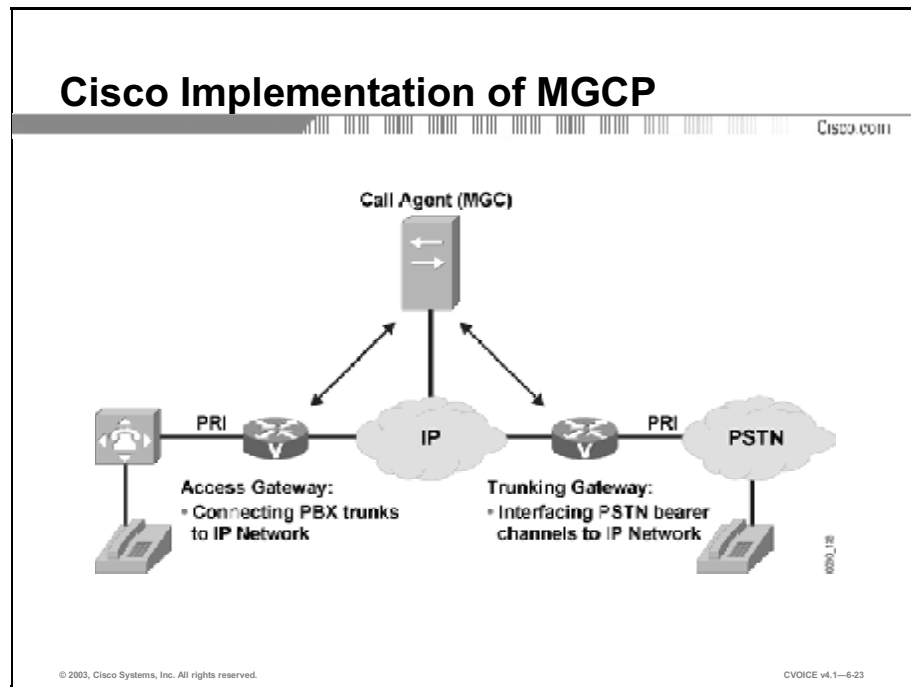 Cisco Implementation of MGCP
Cisco.com
Call Agent (MGC)
PRI
V
IP
V
PRI
PSTN
Access Gateway:
• Connecting PBX trunks
to IP Network
Trunking Gateway:
• Interfacing PSTN bearer
channels to IP Network
© 2003, Cisco Systems, Inc. All rights reserved.
CVOICE v4.1—6-23